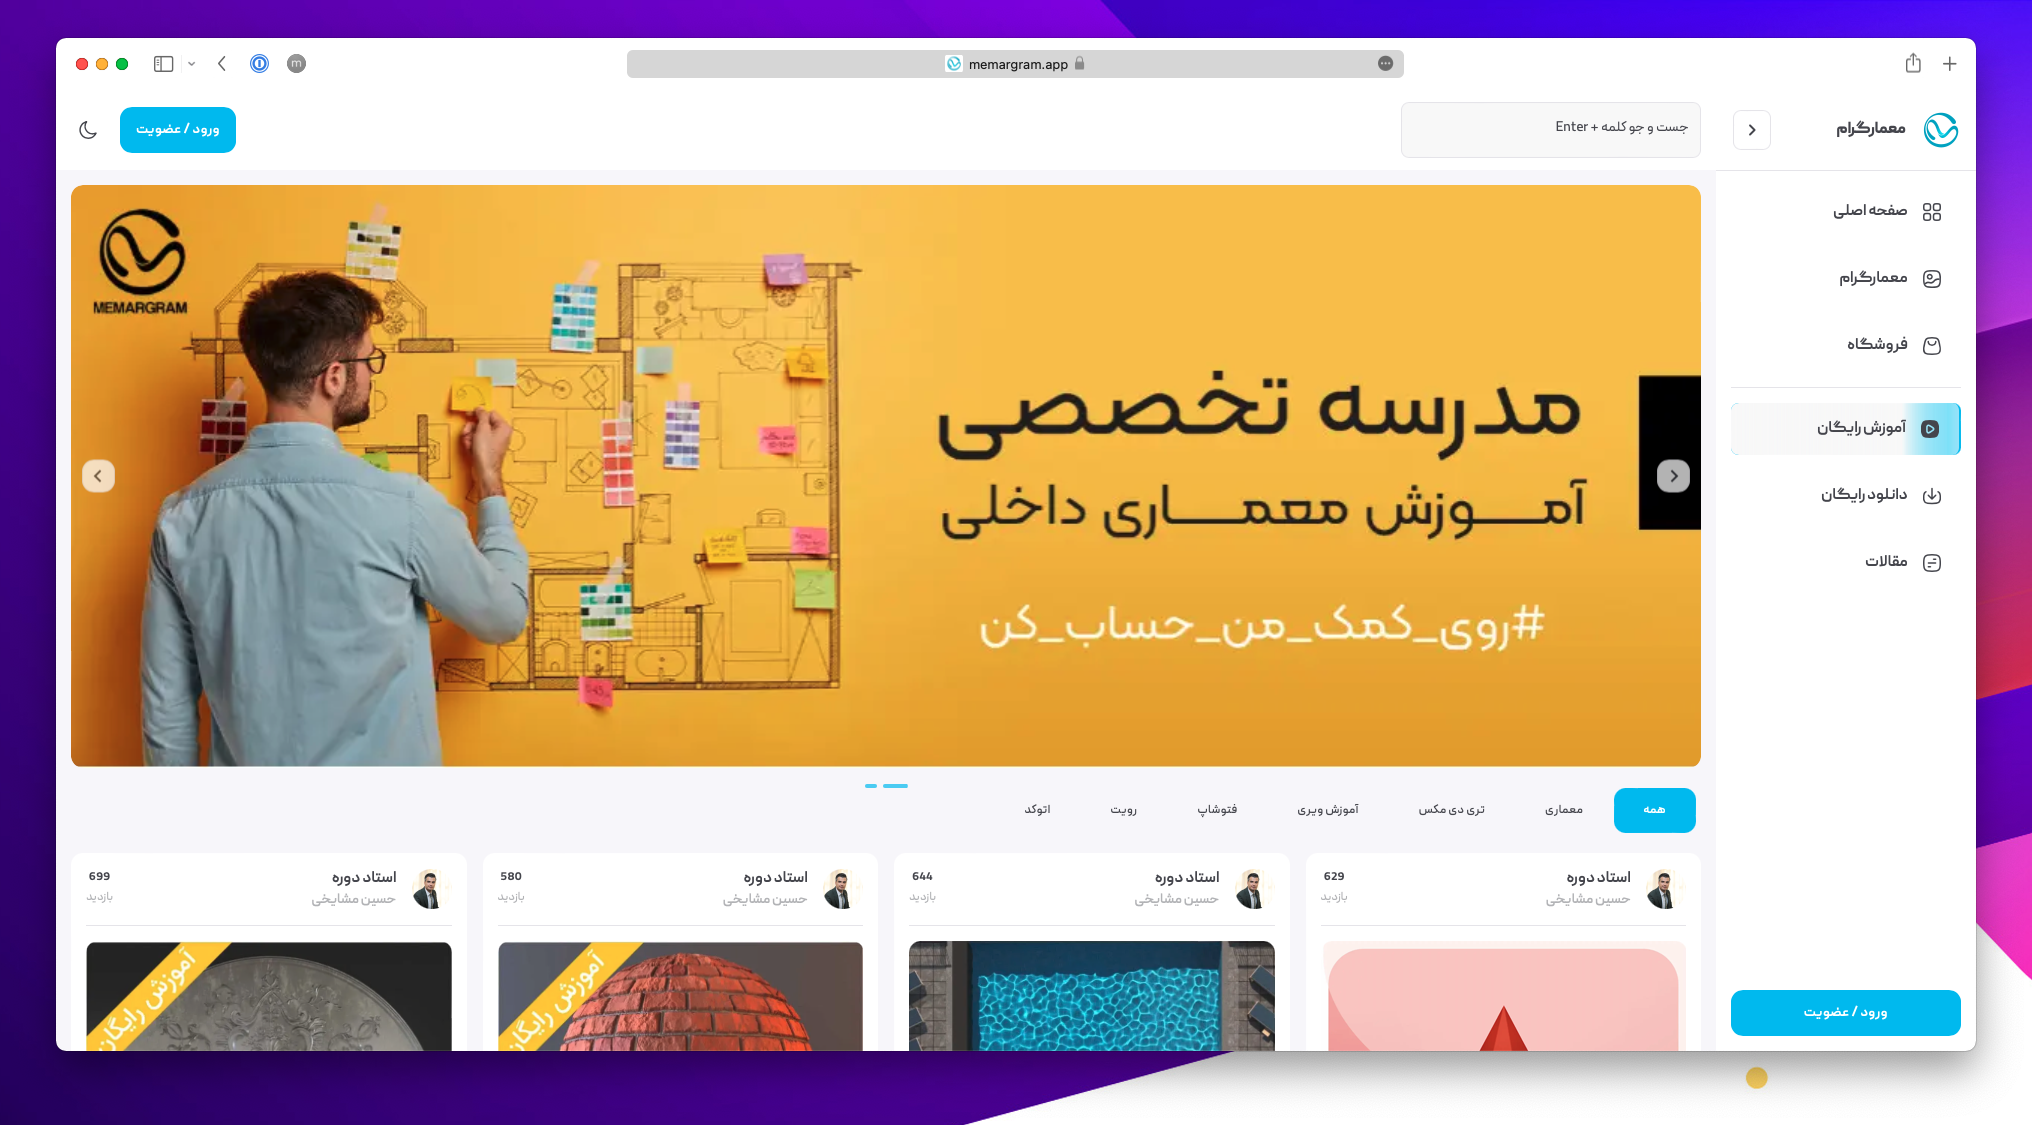 memargram.app
m
معمارگرام
جست و جو کلمه + Enter
ورود / عضویت
صفحه اصلی
معمارگرام
فروشگاه
آموزش رایگان
دانلود رایگان
مقالات
ورود / عضویت
MEMARGRAM
مدرسه تخصصی
آمـــوزش معمــــاری داخلی
#روی_کمک_من_حساب_کن
همه
معماری
تری دی مکس
آموزش ویری
فتوشاپ
رویت
اتوکد
استاد دوره
حسین مشایخی
629
بازدید
استاد دوره
حسین مشایخی
644
بازدید
استاد دوره
حسین مشایخی
580
بازدید
آموزش رایگان
استاد دوره
حسین مشایخی
699
بازدید
آموزش رایگان